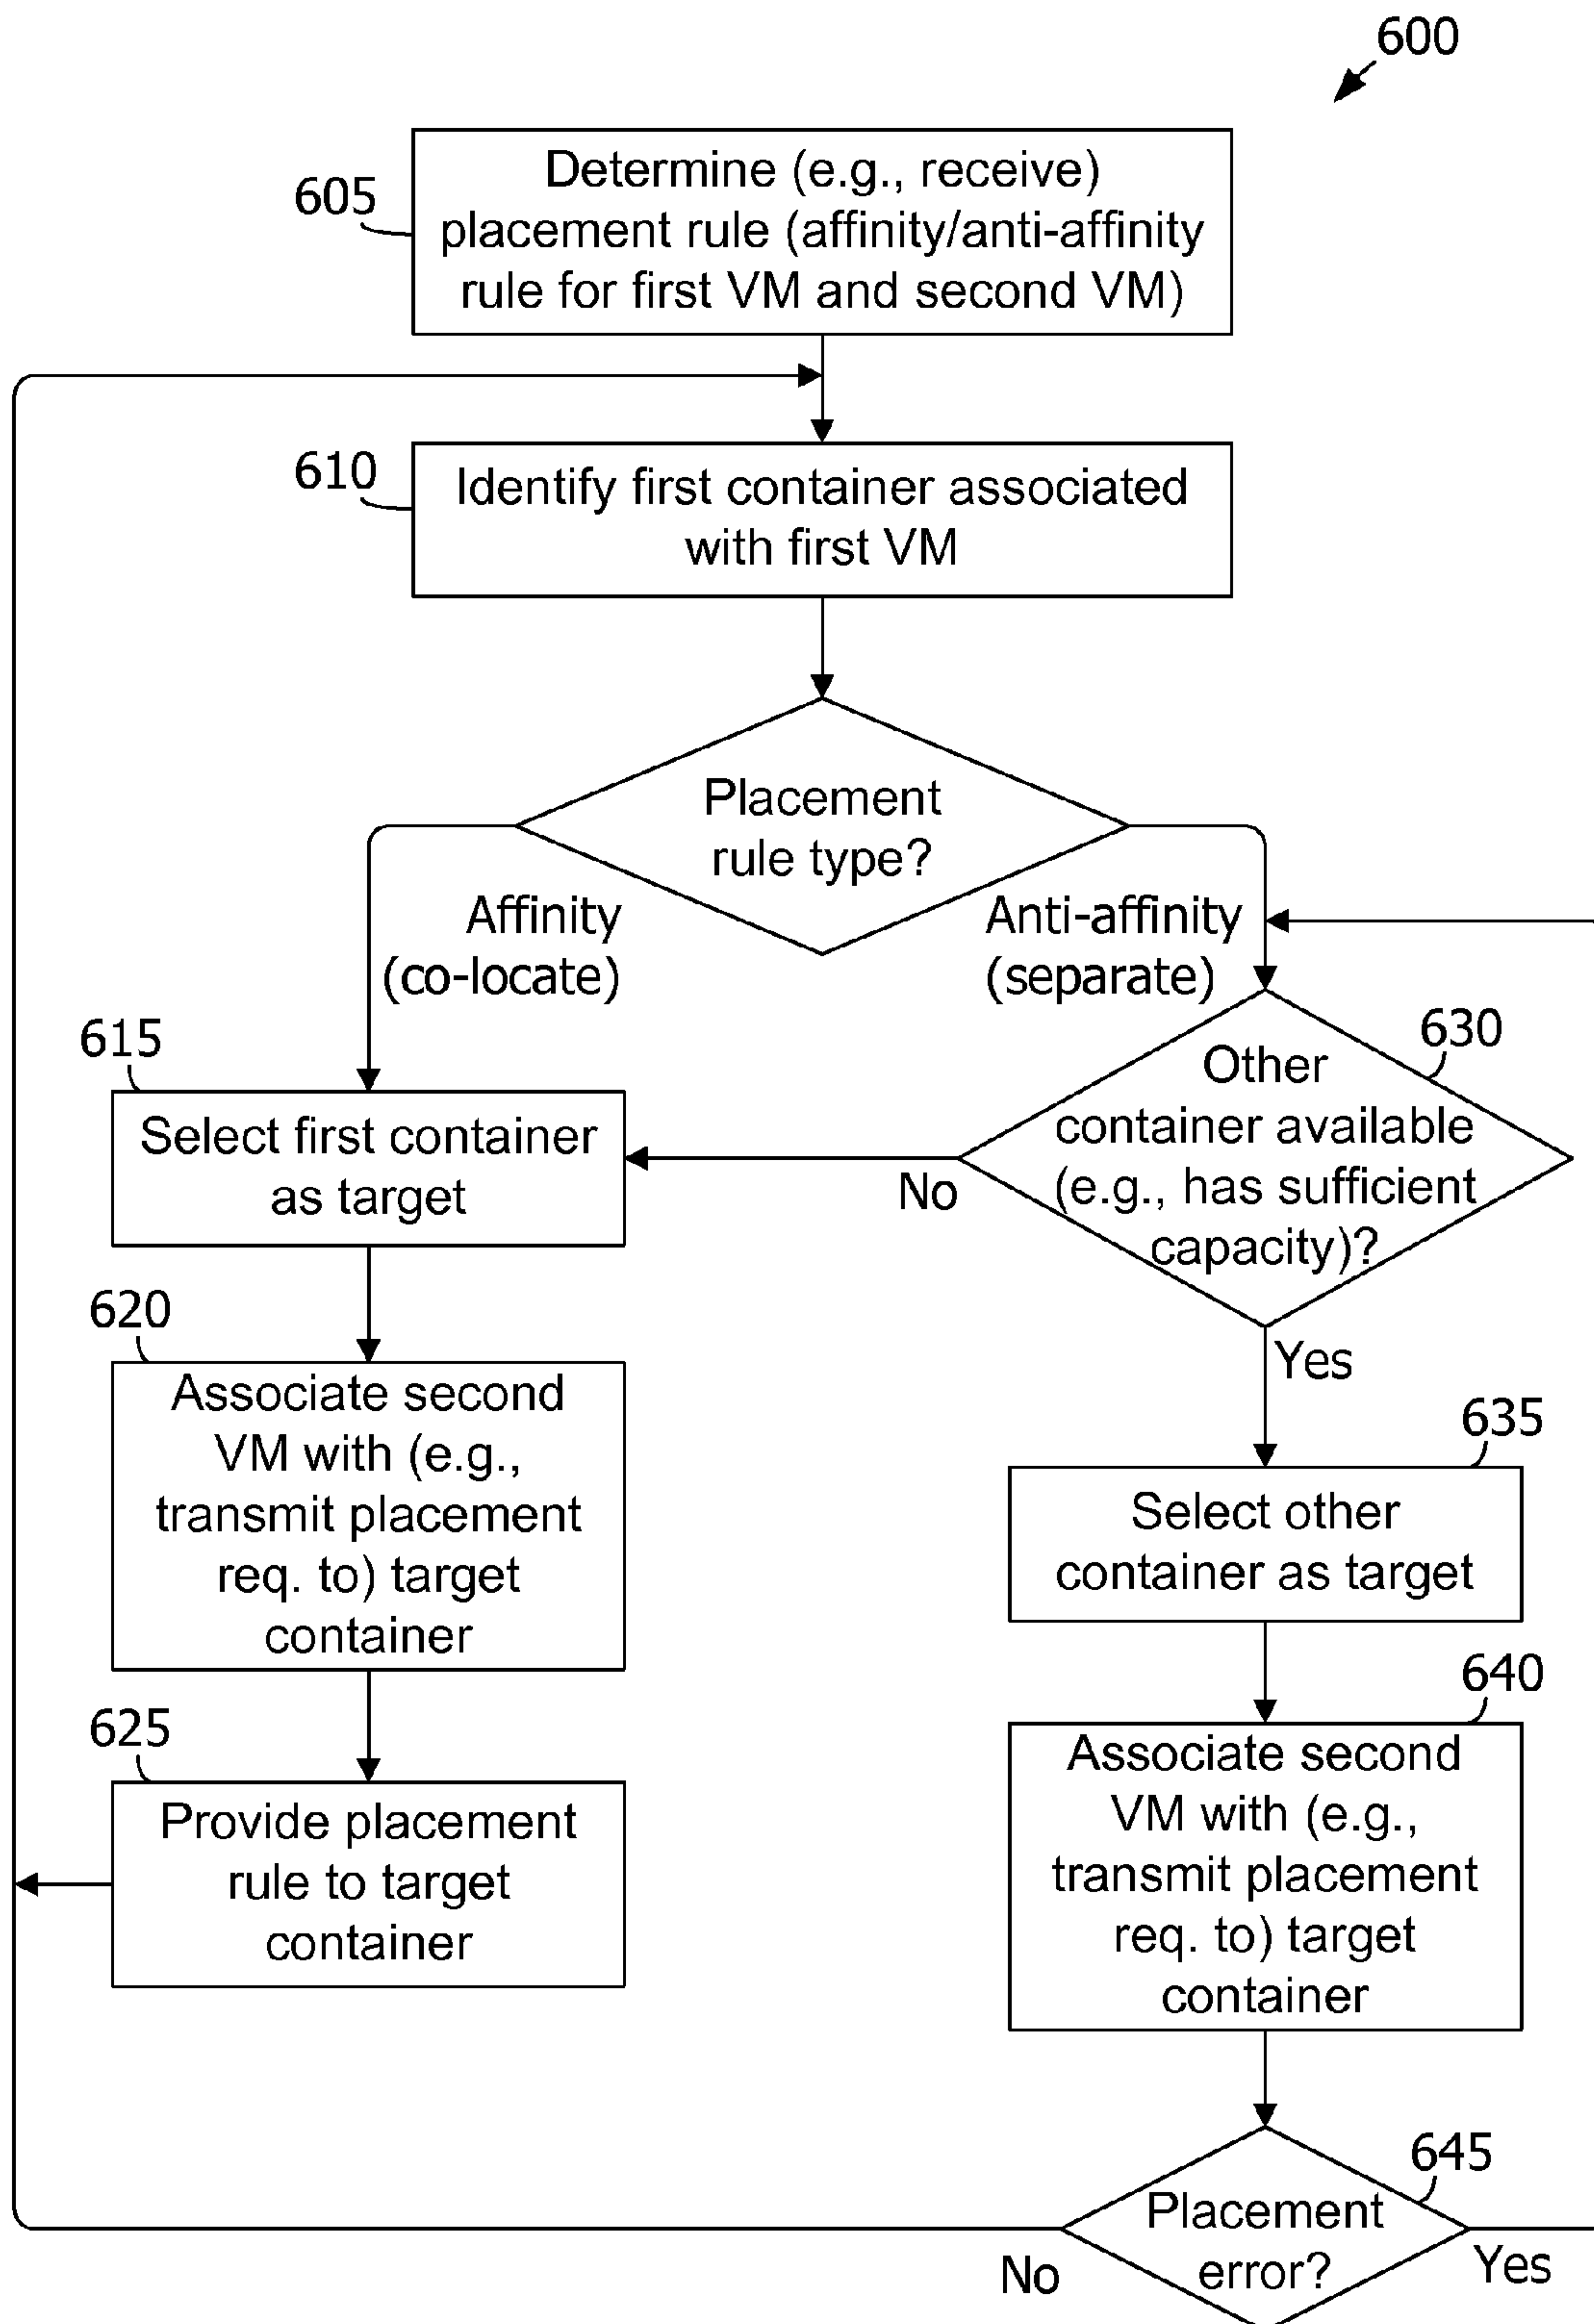 600
605
Determine (e.g., receive)
placement rule (affinity/anti-affinity
rule for first VM and second VM)
610
Identify first container associated
with first VM
Placement
rule type?
Affinity
(co-locate)
Anti-affinity
(separate)
615
Select first container
as target
630
Other
container available
(e.g., has sufficient
capacity)?
No
Yes
620
Associate second
VM with (e.g.,
transmit placement
req. to) target
container
635
Select other
container as target
625
Provide placement
rule to target
container
640
Associate second
VM with (e.g.,
transmit placement
req. to) target
container
645
Placement
error?
No
Yes